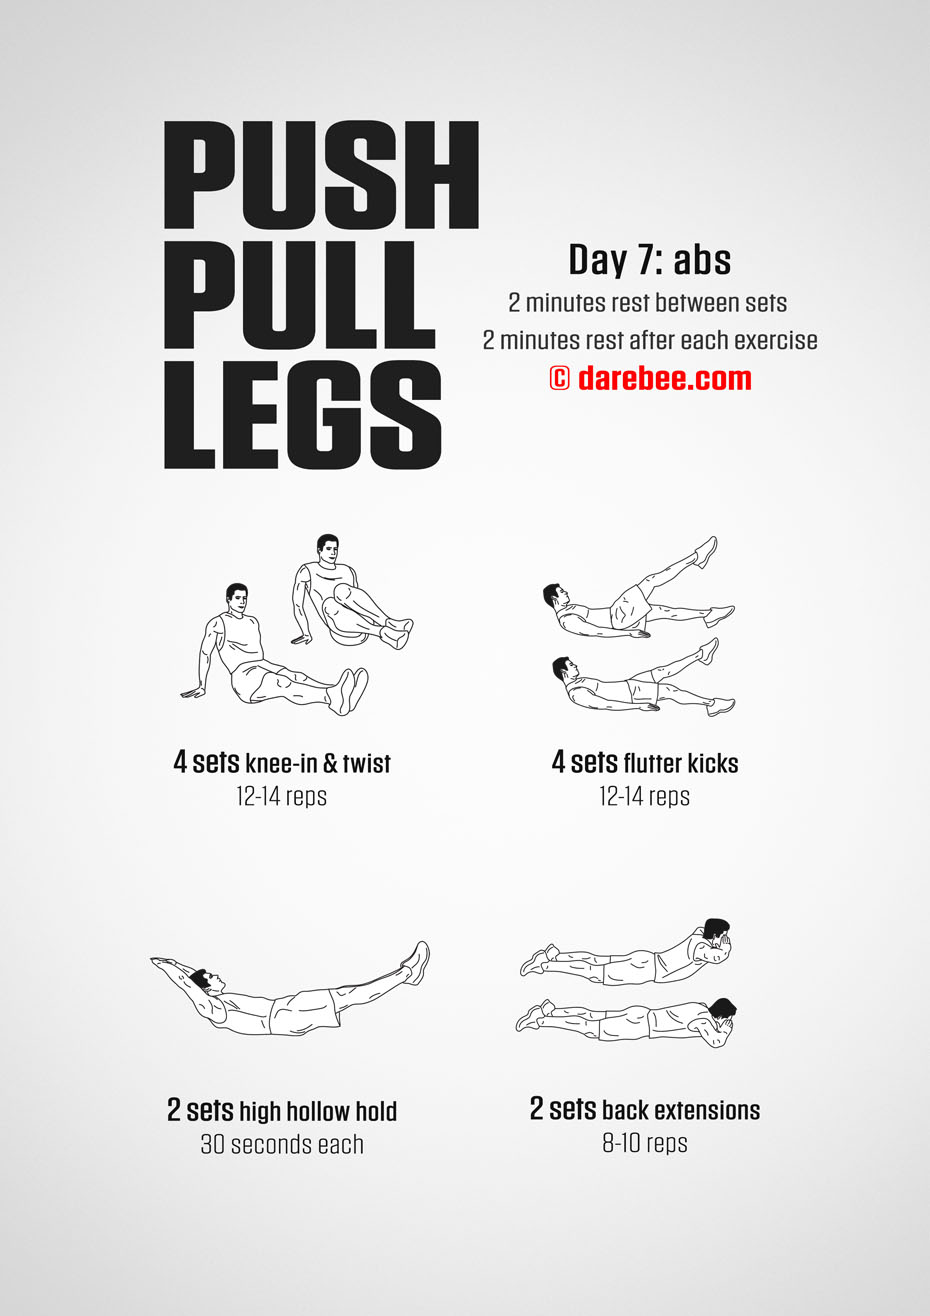 PUSH
PULL
LEGS
Day 7: abs
2 minutes rest between sets
2 minutes rest after each exercise
© darebee.com
4 sets knee-in & twist
12-14 reps
4 sets flutter kicks
12-14 reps
2 sets high hollow hold
30 seconds each
2 sets back extensions
8-10 reps